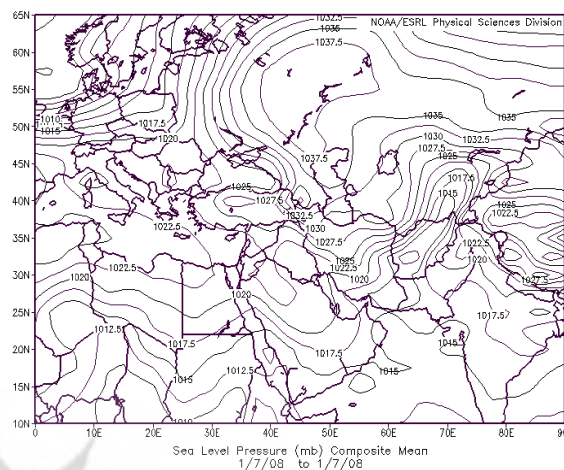 65N
NOAA/ESRL Physical Sciences Division
1032.5
1035
60N
1037.5
55N
1035
1017.5
1035
1010
50N
1015
1030
1032.5
1020
1027.5
45N
1037.5
1025
1025
1017.5
40N
1027.5
1015
1025
1032.5
1022.5
1022.5
1030
35N
1027.5
1022.5
1025
1020
1022.5
1022.5
30N
1020
1020
1027.5
1020
25N
1012.5
1017.5
20N
1017.5
1017.5
1015
1012.5
1015
15N
1010
10N
0 10E 20E 30E 40E 50E 60E 70E 80E
Sea Level Pressure (mb) Composite Mean
1/7/08 to 1/7/08